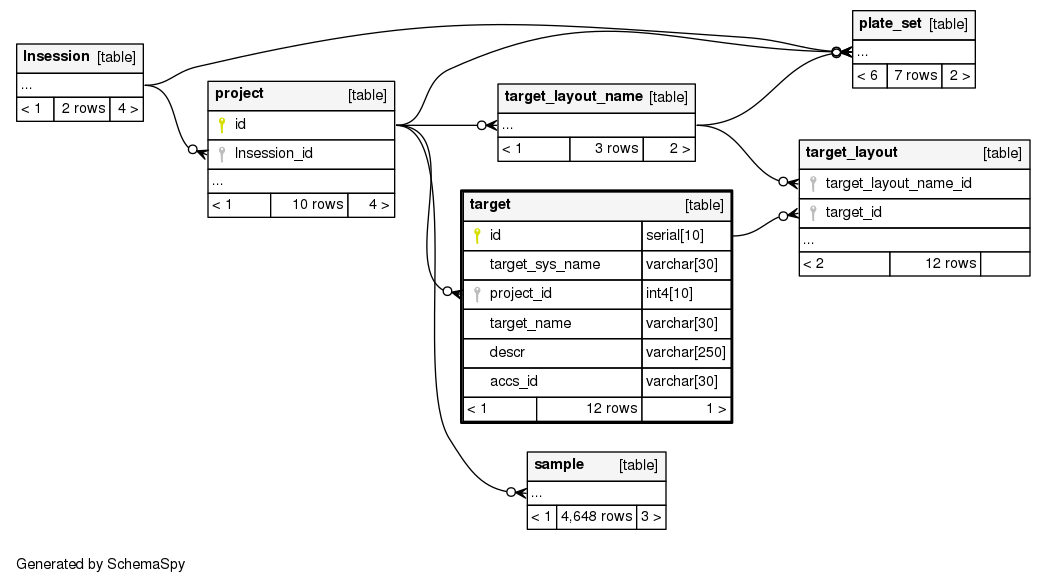 lnsession [table]
...
< 1 2 rows 4 >
project [table]
id
lnsession_id
...
< 1 10 rows 4 >
target_layout_name [table]
...
< 1 3 rows 2 >
plate_set [table]
...
< 6 7 rows 2 >
target_layout [table]
target_layout_name_id
target_id
...
< 2 12 rows
target [table]
id serial[10]
target_sys_name varchar[30]
project_id int4[10]
target_name varchar[30]
descr varchar[250]
accs_id varchar[30]
< 1 12 rows 1 >
sample [table]
...
< 1 4,648 rows 3 >
Generated by SchemaSpy